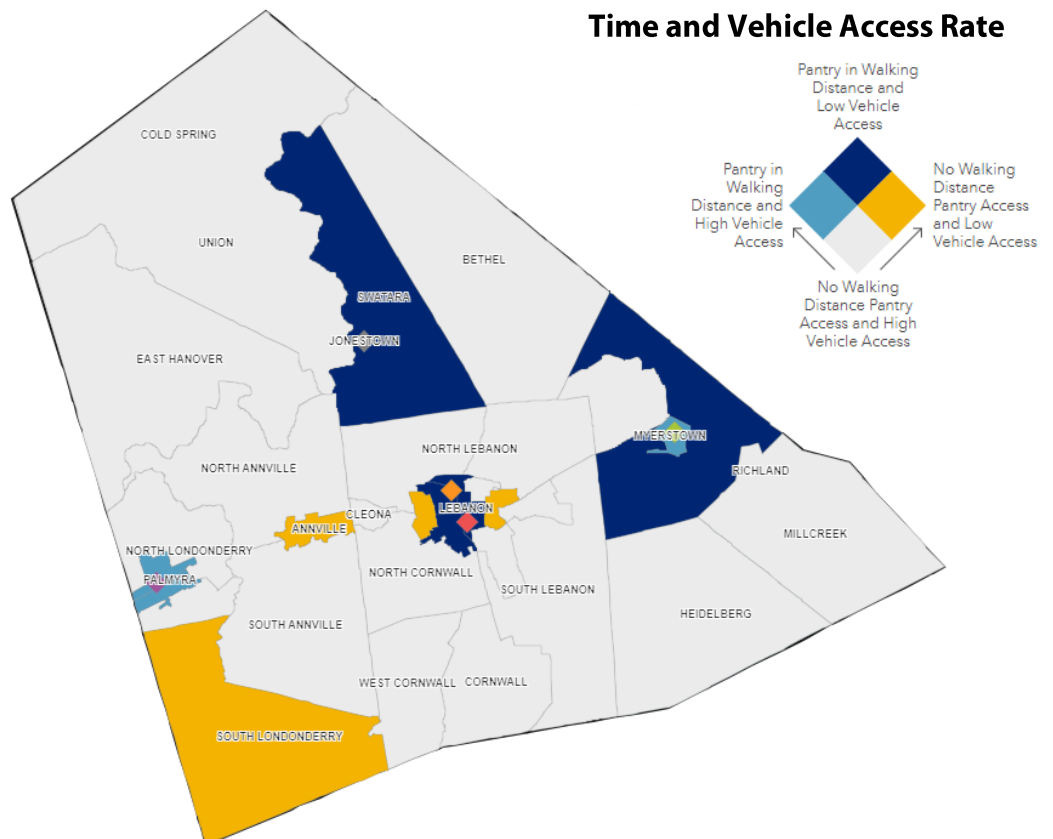 Time and Vehicle Access Rate
Pantry in Walking
Distance and
Low Vehicle
Access
Pantry in
Walking
Distance and
High Vehicle
Access
No Walking
Distance
Pantry Access
and Low
Vehicle Access
No Walking
Distance Pantry
Access and High
Vehicle Access
COLD SPRING
UNION
BETHEL
SWATARA
JONESTOWN
EAST HANOVER
MYERSTOWN
NORTH LEBANON
NORTH ANNVILLE
RICHLAND
LEBANON
CLEONA
ANNVILLE
MILLCREEK
NORTH LONDONDERRY
PALMYRA
NORTH CORNWALL
SOUTH LEBANON
HEIDELBERG
SOUTH ANNVILLE
WEST CORNWALL
CORNWALL
SOUTH LONDONDERRY